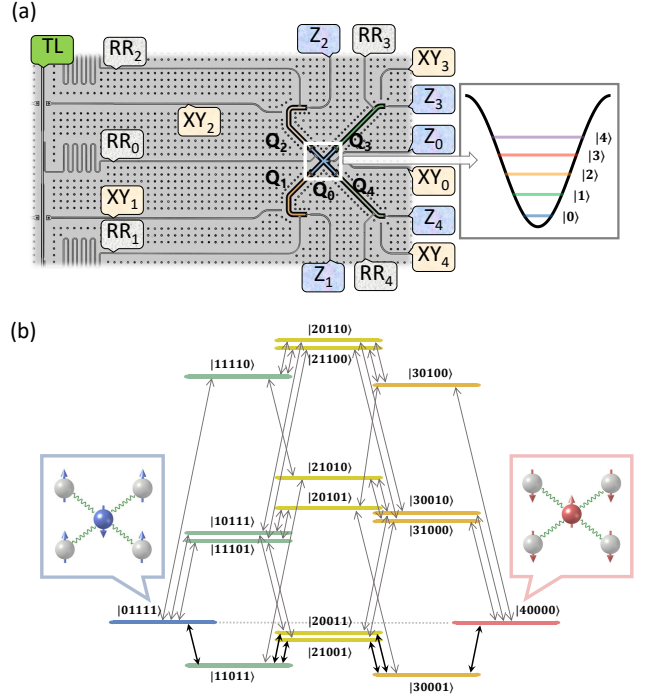 (a)
TL
RR₂
Z₂
RR₃
XY₃
XY₂
Z₃
RR₀
Q₂
Q₃
Z₀
|4⟩
|3⟩
|2⟩
|1⟩
|0⟩
XY₁
Q₁
Q₀
Q₄
XY₀
RR₁
Z₄
Z₁
RR₄
XY₄
(b)
|20110⟩
|21100⟩
|11110⟩
|30100⟩
|21010⟩
|20101⟩
|10111⟩
|11101⟩
|30010⟩
|31000⟩
|01111⟩
|40000⟩
|20011⟩
|21001⟩
|11011⟩
|30001⟩